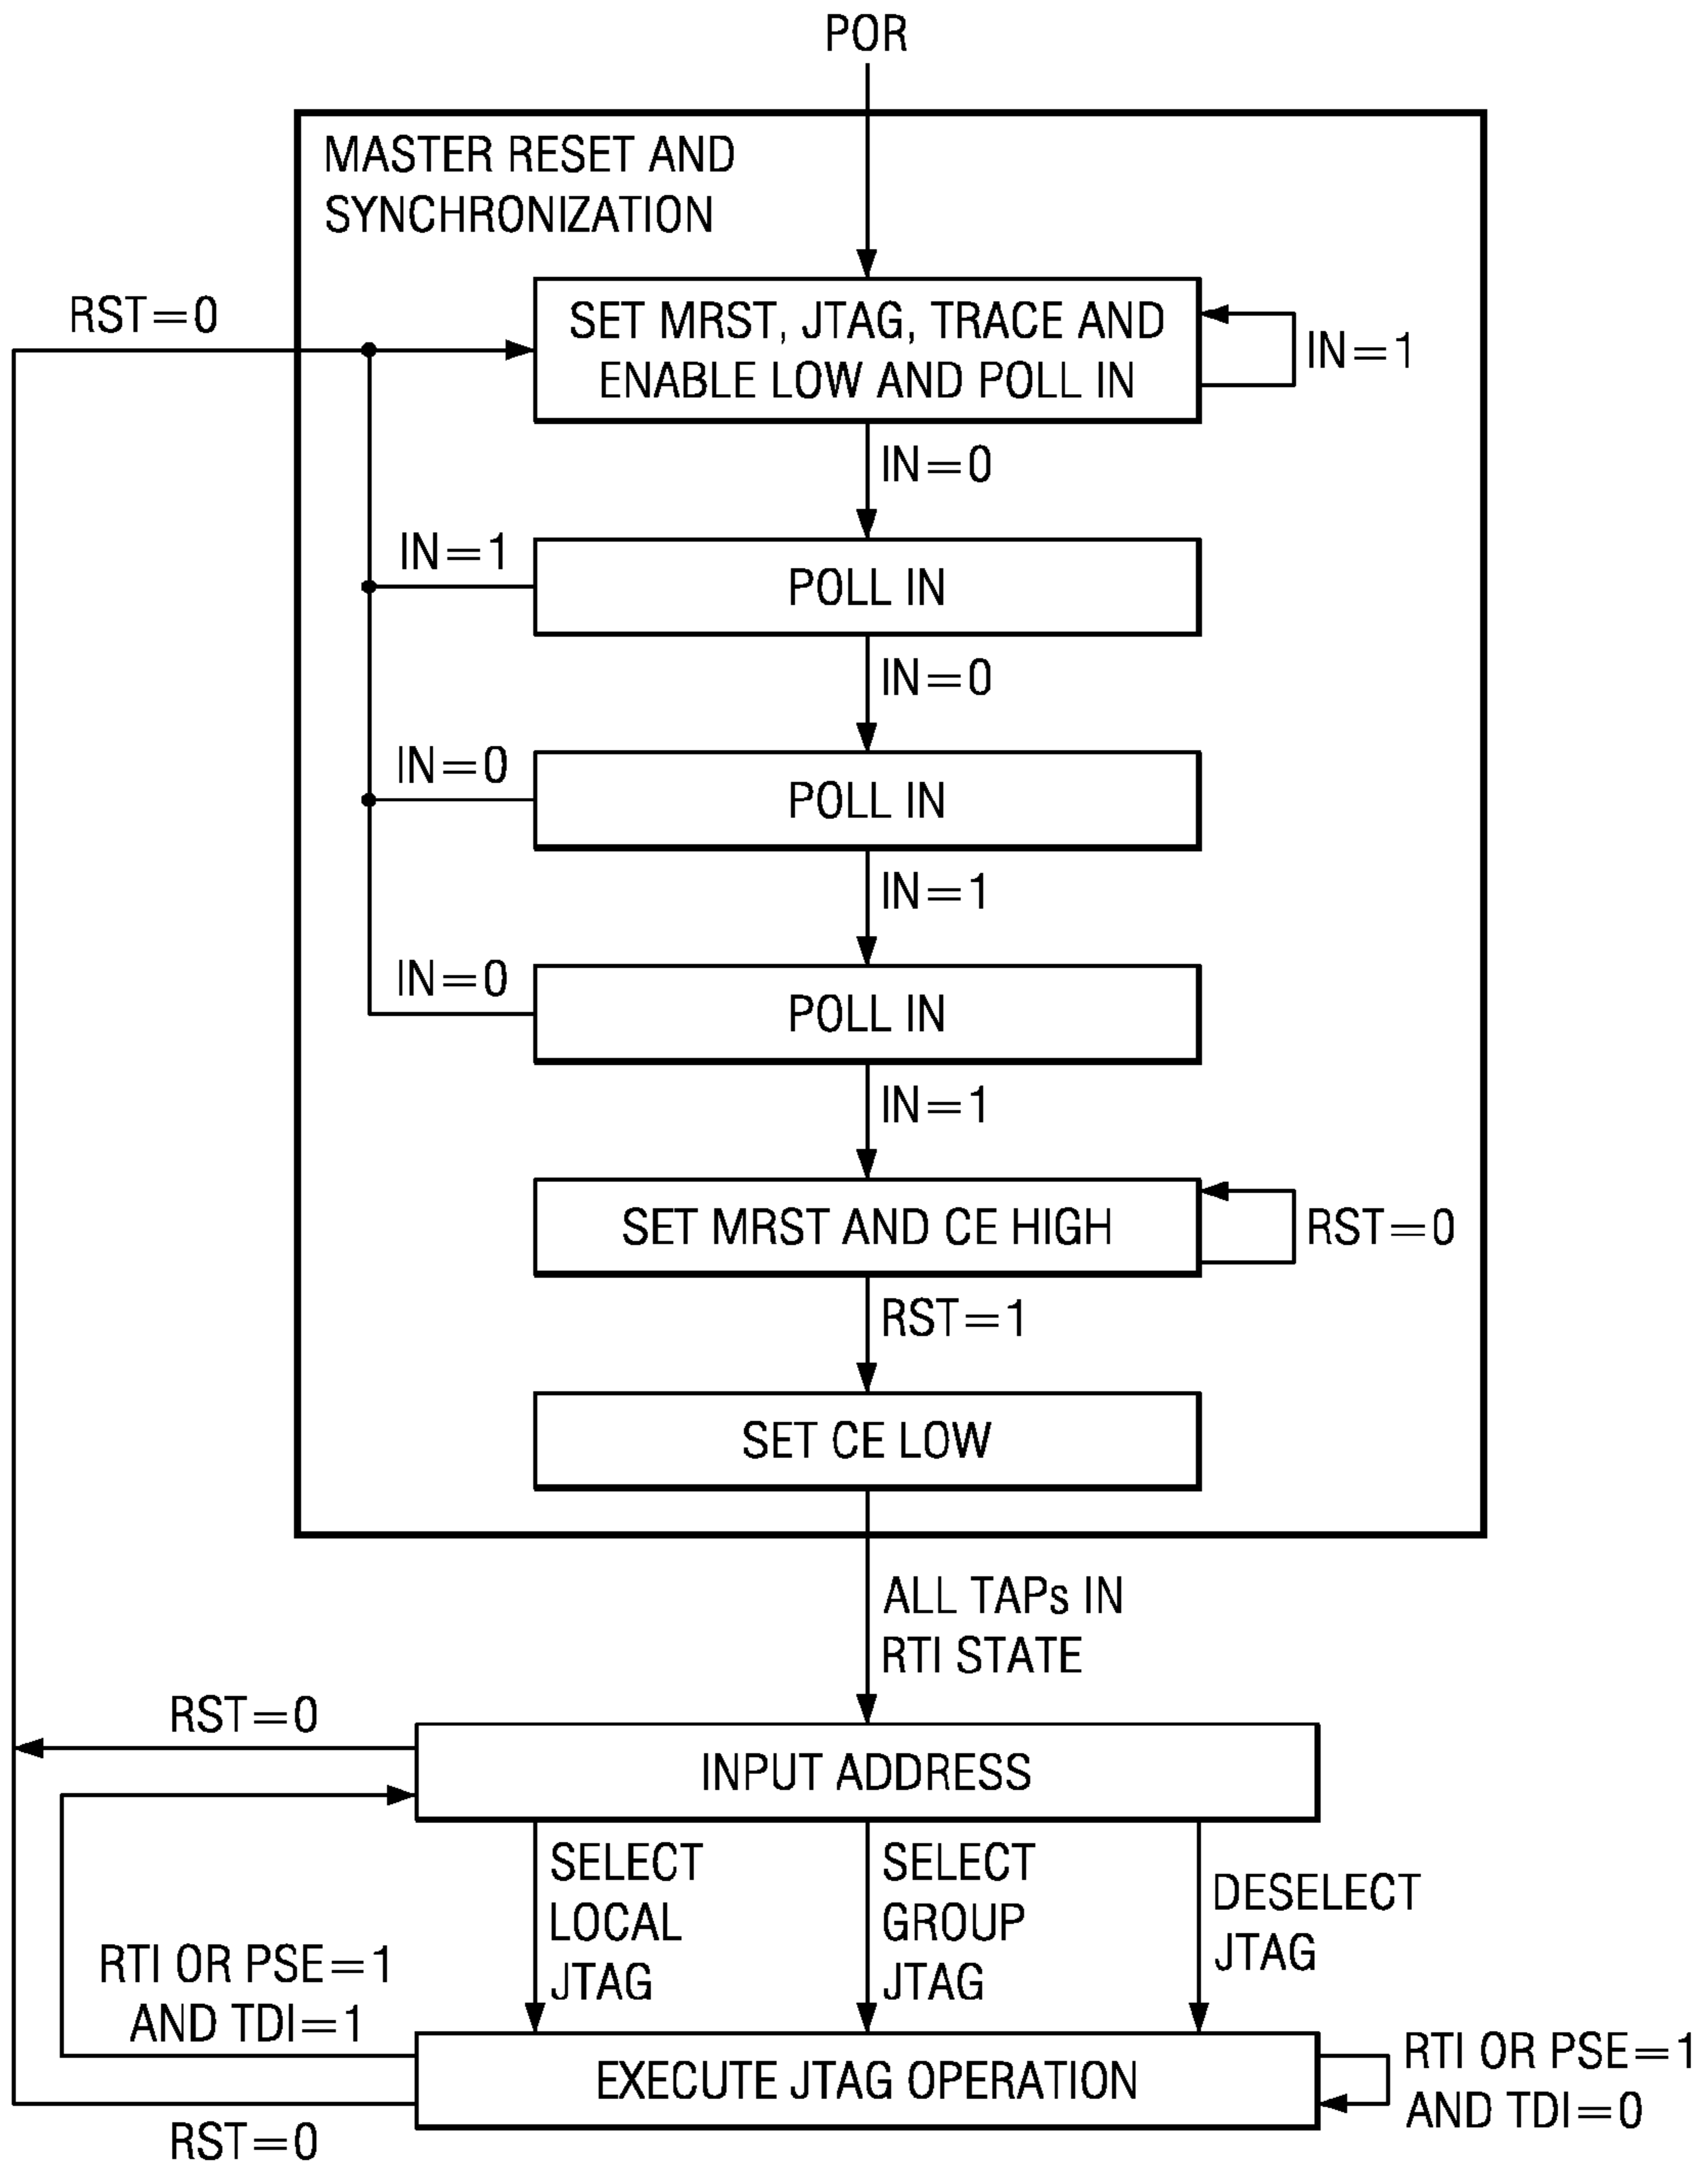 POR
MASTER RESET AND
SYNCHRONIZATION
RST=0
SET MRST, JTAG, TRACE AND
ENABLE LOW AND POLL IN
IN=1
IN=0
IN=1
POLL IN
IN=0
IN=0
POLL IN
IN=1
IN=0
POLL IN
IN=1
SET MRST AND CE HIGH
RST=0
RST=1
SET CE LOW
ALL TAPs IN
RTI STATE
RST=0
INPUT ADDRESS
SELECT
LOCAL
JTAG
SELECT
GROUP
JTAG
DESELECT
JTAG
RTI OR PSE=1
AND TDI=1
EXECUTE JTAG OPERATION
RTI OR PSE=1
AND TDI=0
RST=0